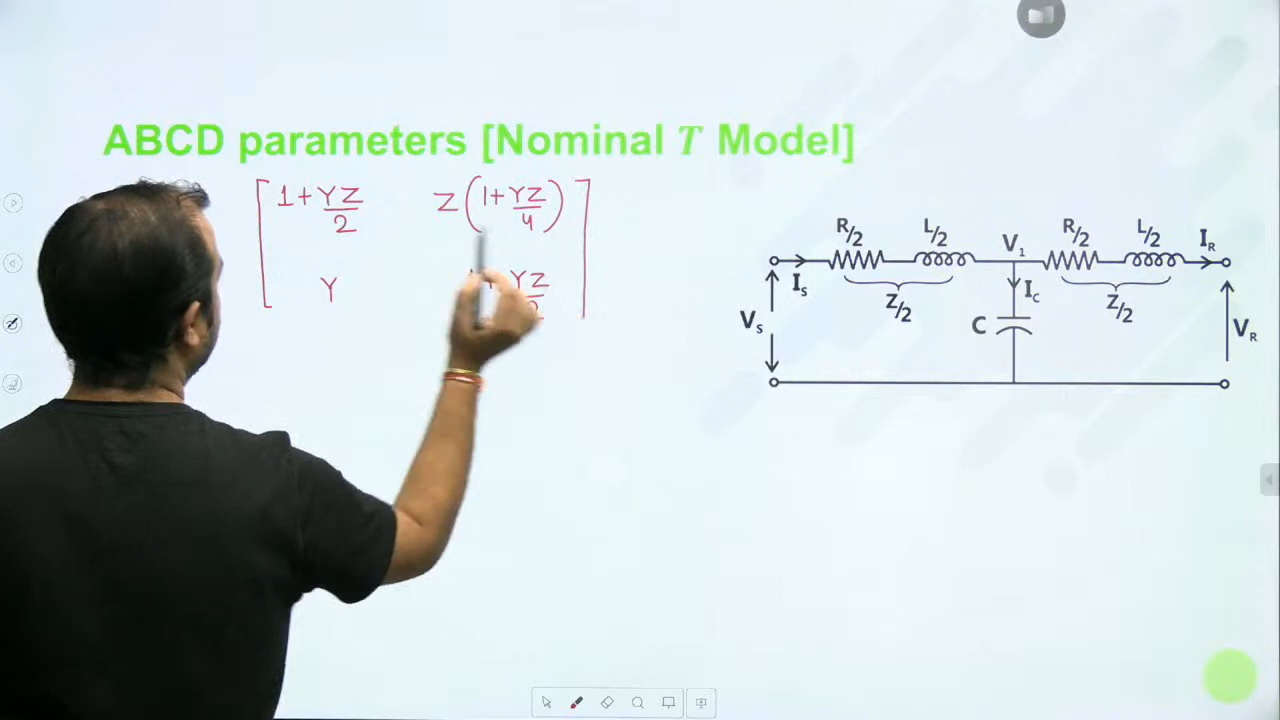 ABCD parameters [Nominal T Model]
1 + YZ/2    Z(1 + YZ/4)
Y    YZ
R/2 L/2 V1 R/2 L/2 IR
IS IC
Z/2 Z/2
VS C VR